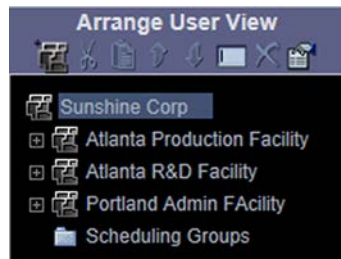 Arrange User View
Sunshine Corp
Atlanta Production Facility
Atlanta R&D Facility
Portland Admin FAcility
Scheduling Groups